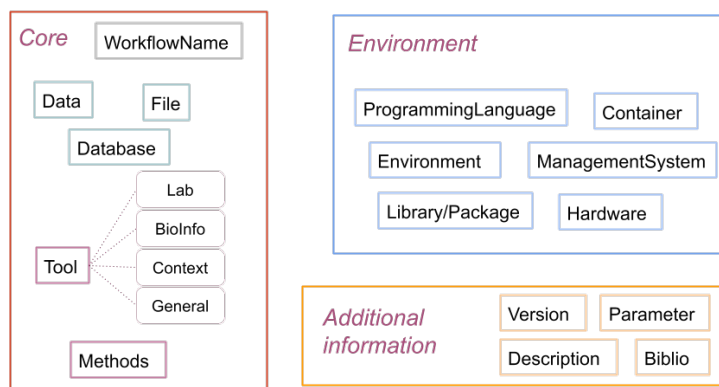 Core
WorkflowName
Data
File
Database
Lab
BioInfo
Tool
Context
General
Methods
Environment
ProgrammingLanguage
Container
Environment
ManagementSystem
Library/Package
Hardware
Additional
information
Version
Parameter
Description
Biblio